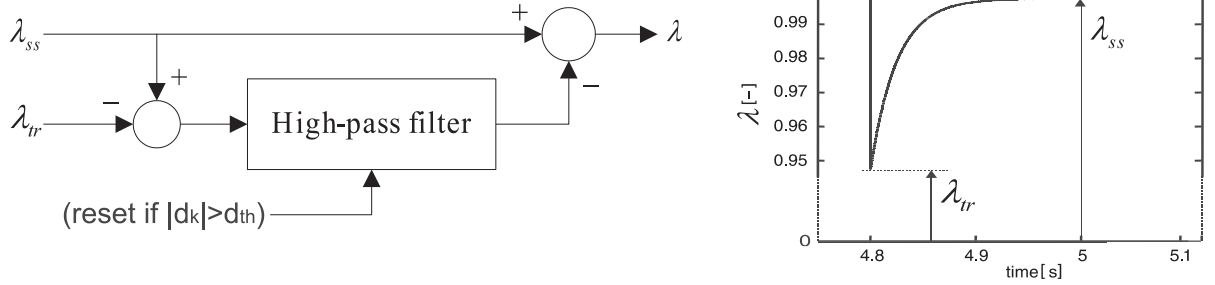 λss
+
λ
+
−
−
λtr
High-pass filter
(reset if |dk|>dth)
0.99
0.98
0.97
0.96
0.95
0
λ [-]
λss
λtr
4.8
4.9
5
5.1
time[s]